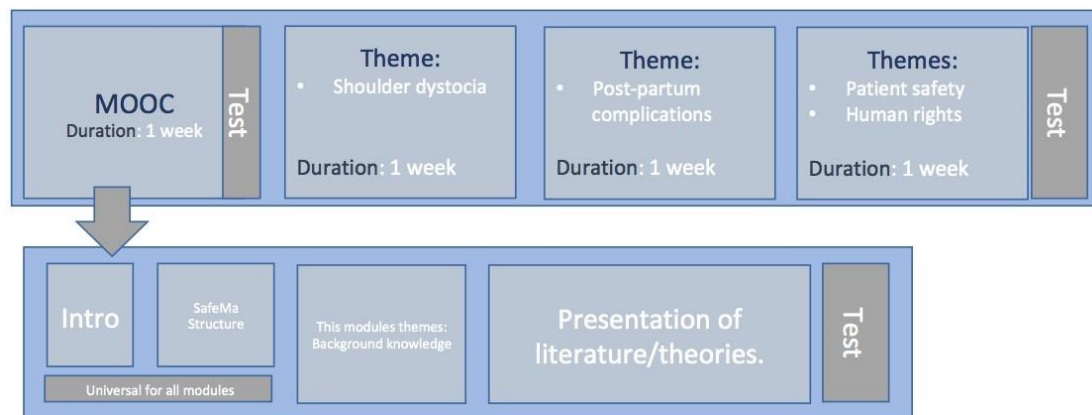 MOOC
Duration: 1 week
Test
Theme:
• Shoulder dystocia
Duration: 1 week
Theme:
• Post-partum
complications
Duration: 1 week
Themes:
• Patient safety
• Human rights
Duration: 1 week
Test
Intro
SafeMa
Structure
Universal for all modules
This modules themes:
Background knowledge
Presentation of
literature/theories.
Test